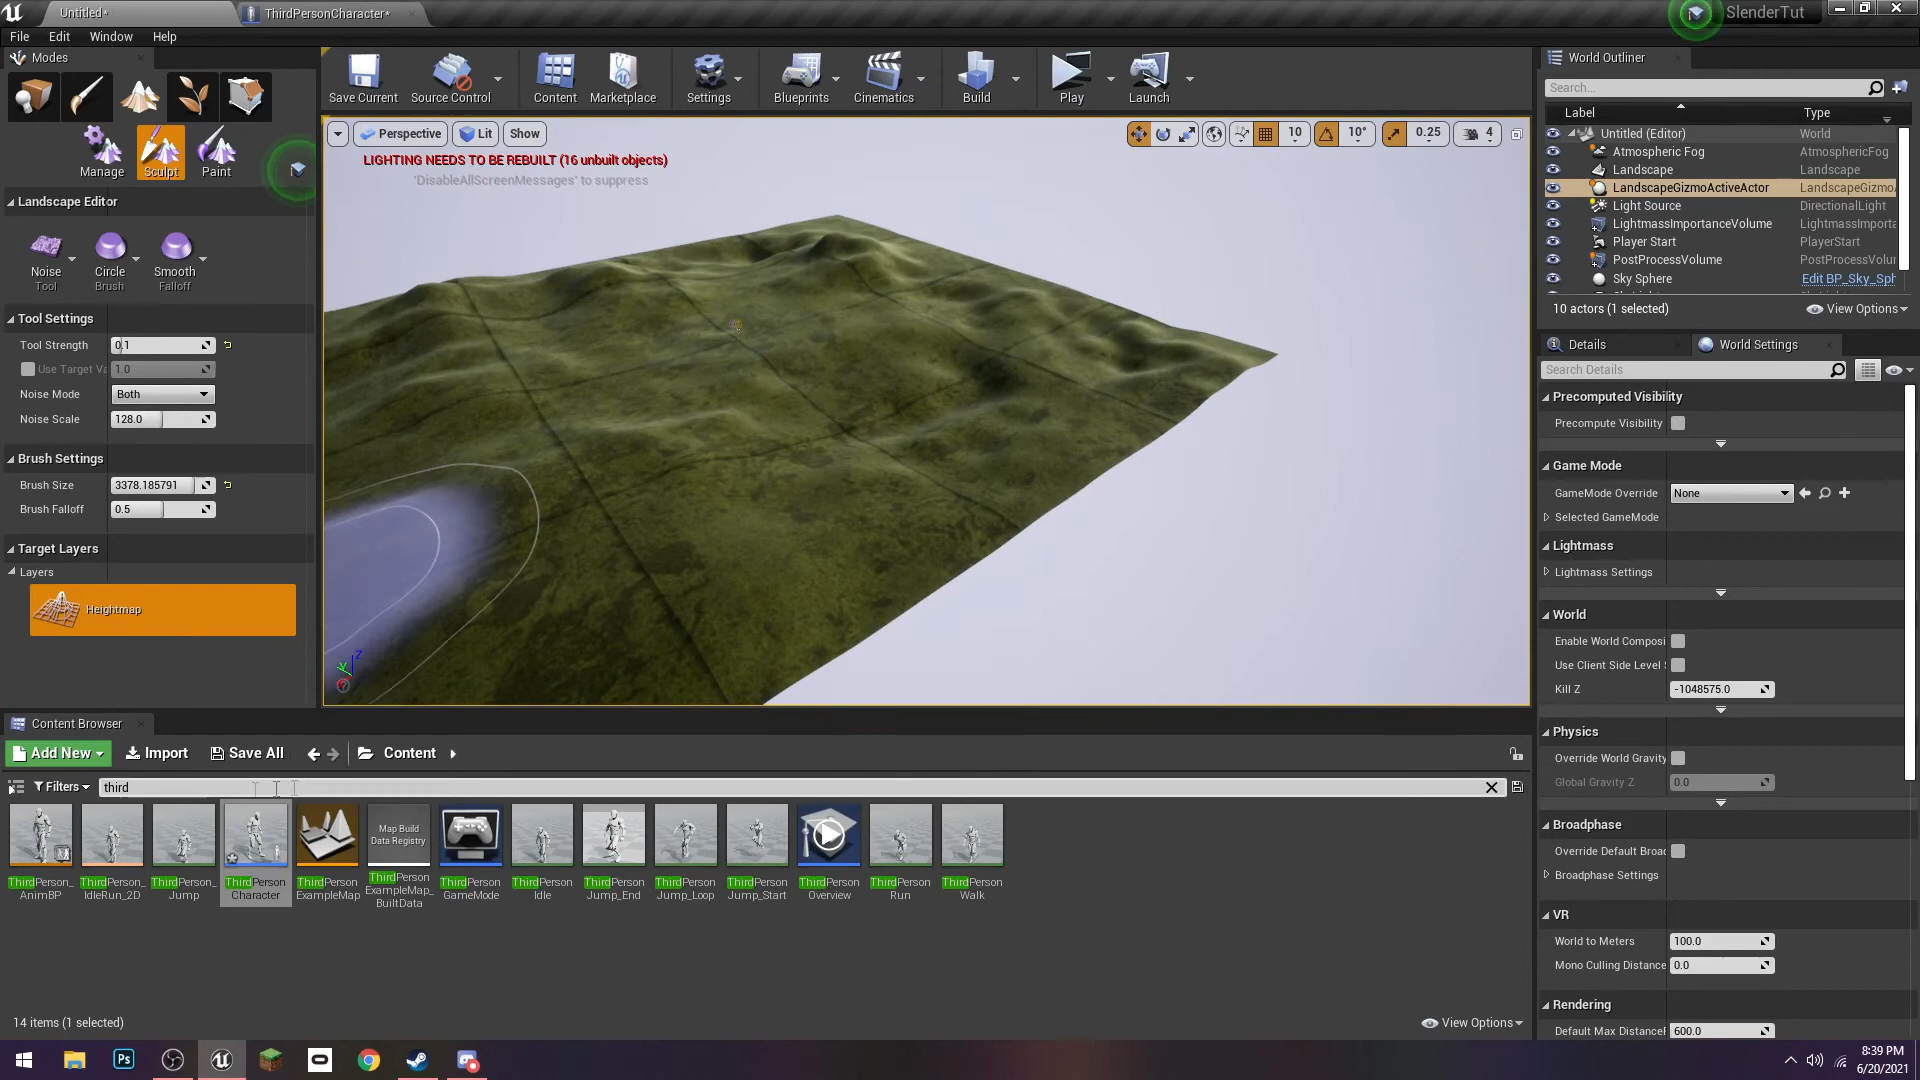 Untitled*
ThirdPersonCharacter*
SlenderTut
File Edit Window Help
Modes
Manage Sculpt Paint
Landscape Editor
Noise Circle Smooth
Tool Brush Falloff
Tool Settings
Tool Strength 0.1
Use Target Va 1.0
Noise Mode Both
Noise Scale 128.0
Brush Settings
Brush Size 3378.185791
Brush Falloff 0.5
Target Layers
Layers
Heightmap
Save Current Source Control Content Marketplace Settings Blueprints Cinematics Build Play Launch
Perspective Lit Show 10 10° 0.25 4
LIGHTING NEEDS TO BE REBUILT (16 unbuilt objects)
'DisableAllScreenMessages' to suppress
World Outliner
Search...
Label Type
Untitled (Editor) World
Atmospheric Fog AtmosphericFog
Landscape Landscape
LandscapeGizmoActiveActor LandscapeGizmo
Light Source DirectionalLight
LightmassImportanceVolume LightmassImporta
Player Start PlayerStart
PostProcessVolume PostProcessVolu
Sky Sphere Edit BP_Sky_Sph
10 actors (1 selected) View Options
Details World Settings
Search Details
Precomputed Visibility
Precompute Visibility
Game Mode
GameMode Override None
Selected GameMode
Lightmass
Lightmass Settings
World
Enable World Composi
Use Client Side Level
Kill Z -1048575.0
Physics
Override World Gravity
Global Gravity Z 0.0
Broadphase
Override Default Broad
Broadphase Settings
VR
World to Meters 100.0
Mono Culling Distance 0.0
Rendering
Default Max DistanceF 600.0
Content Browser
Add New Import Save All Content
Filters third
Map Build
Data Registry
ThirdPerson_
AnimBP
ThirdPerson_
IdleRun_2D
ThirdPerson_
Jump
ThirdPerson
Character
ThirdPerson
ExampleMap
ThirdPerson
ExampleMap_
BuiltData
ThirdPerson
GameMode
ThirdPerson
Idle
ThirdPerson
Jump_End
ThirdPerson
Jump_Loop
ThirdPerson
Jump_Start
ThirdPerson
Overview
ThirdPerson
Run
ThirdPerson
Walk
14 items (1 selected) View Options
Ps
8:39 PM
6/20/2021